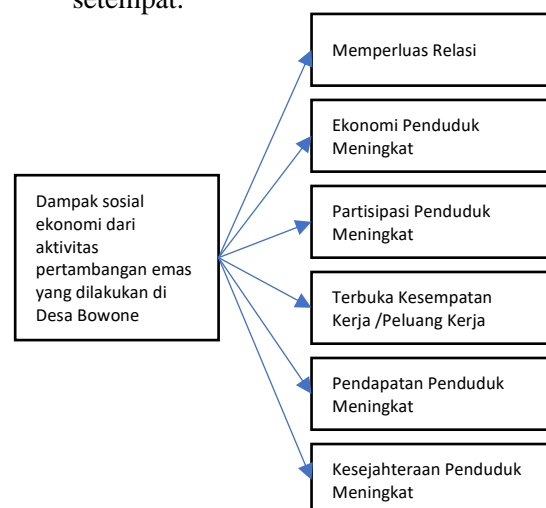 setempat.
Dampak sosial
ekonomi dari
aktivitas
pertambangan emas
yang dilakukan di
Desa Bowone
Memperluas Relasi
Ekonomi Penduduk
Meningkat
Partisipasi Penduduk
Meningkat
Terbuka Kesempatan
Kerja /Peluang Kerja
Pendapatan Penduduk
Meningkat
Kesejahteraan Penduduk
Meningkat